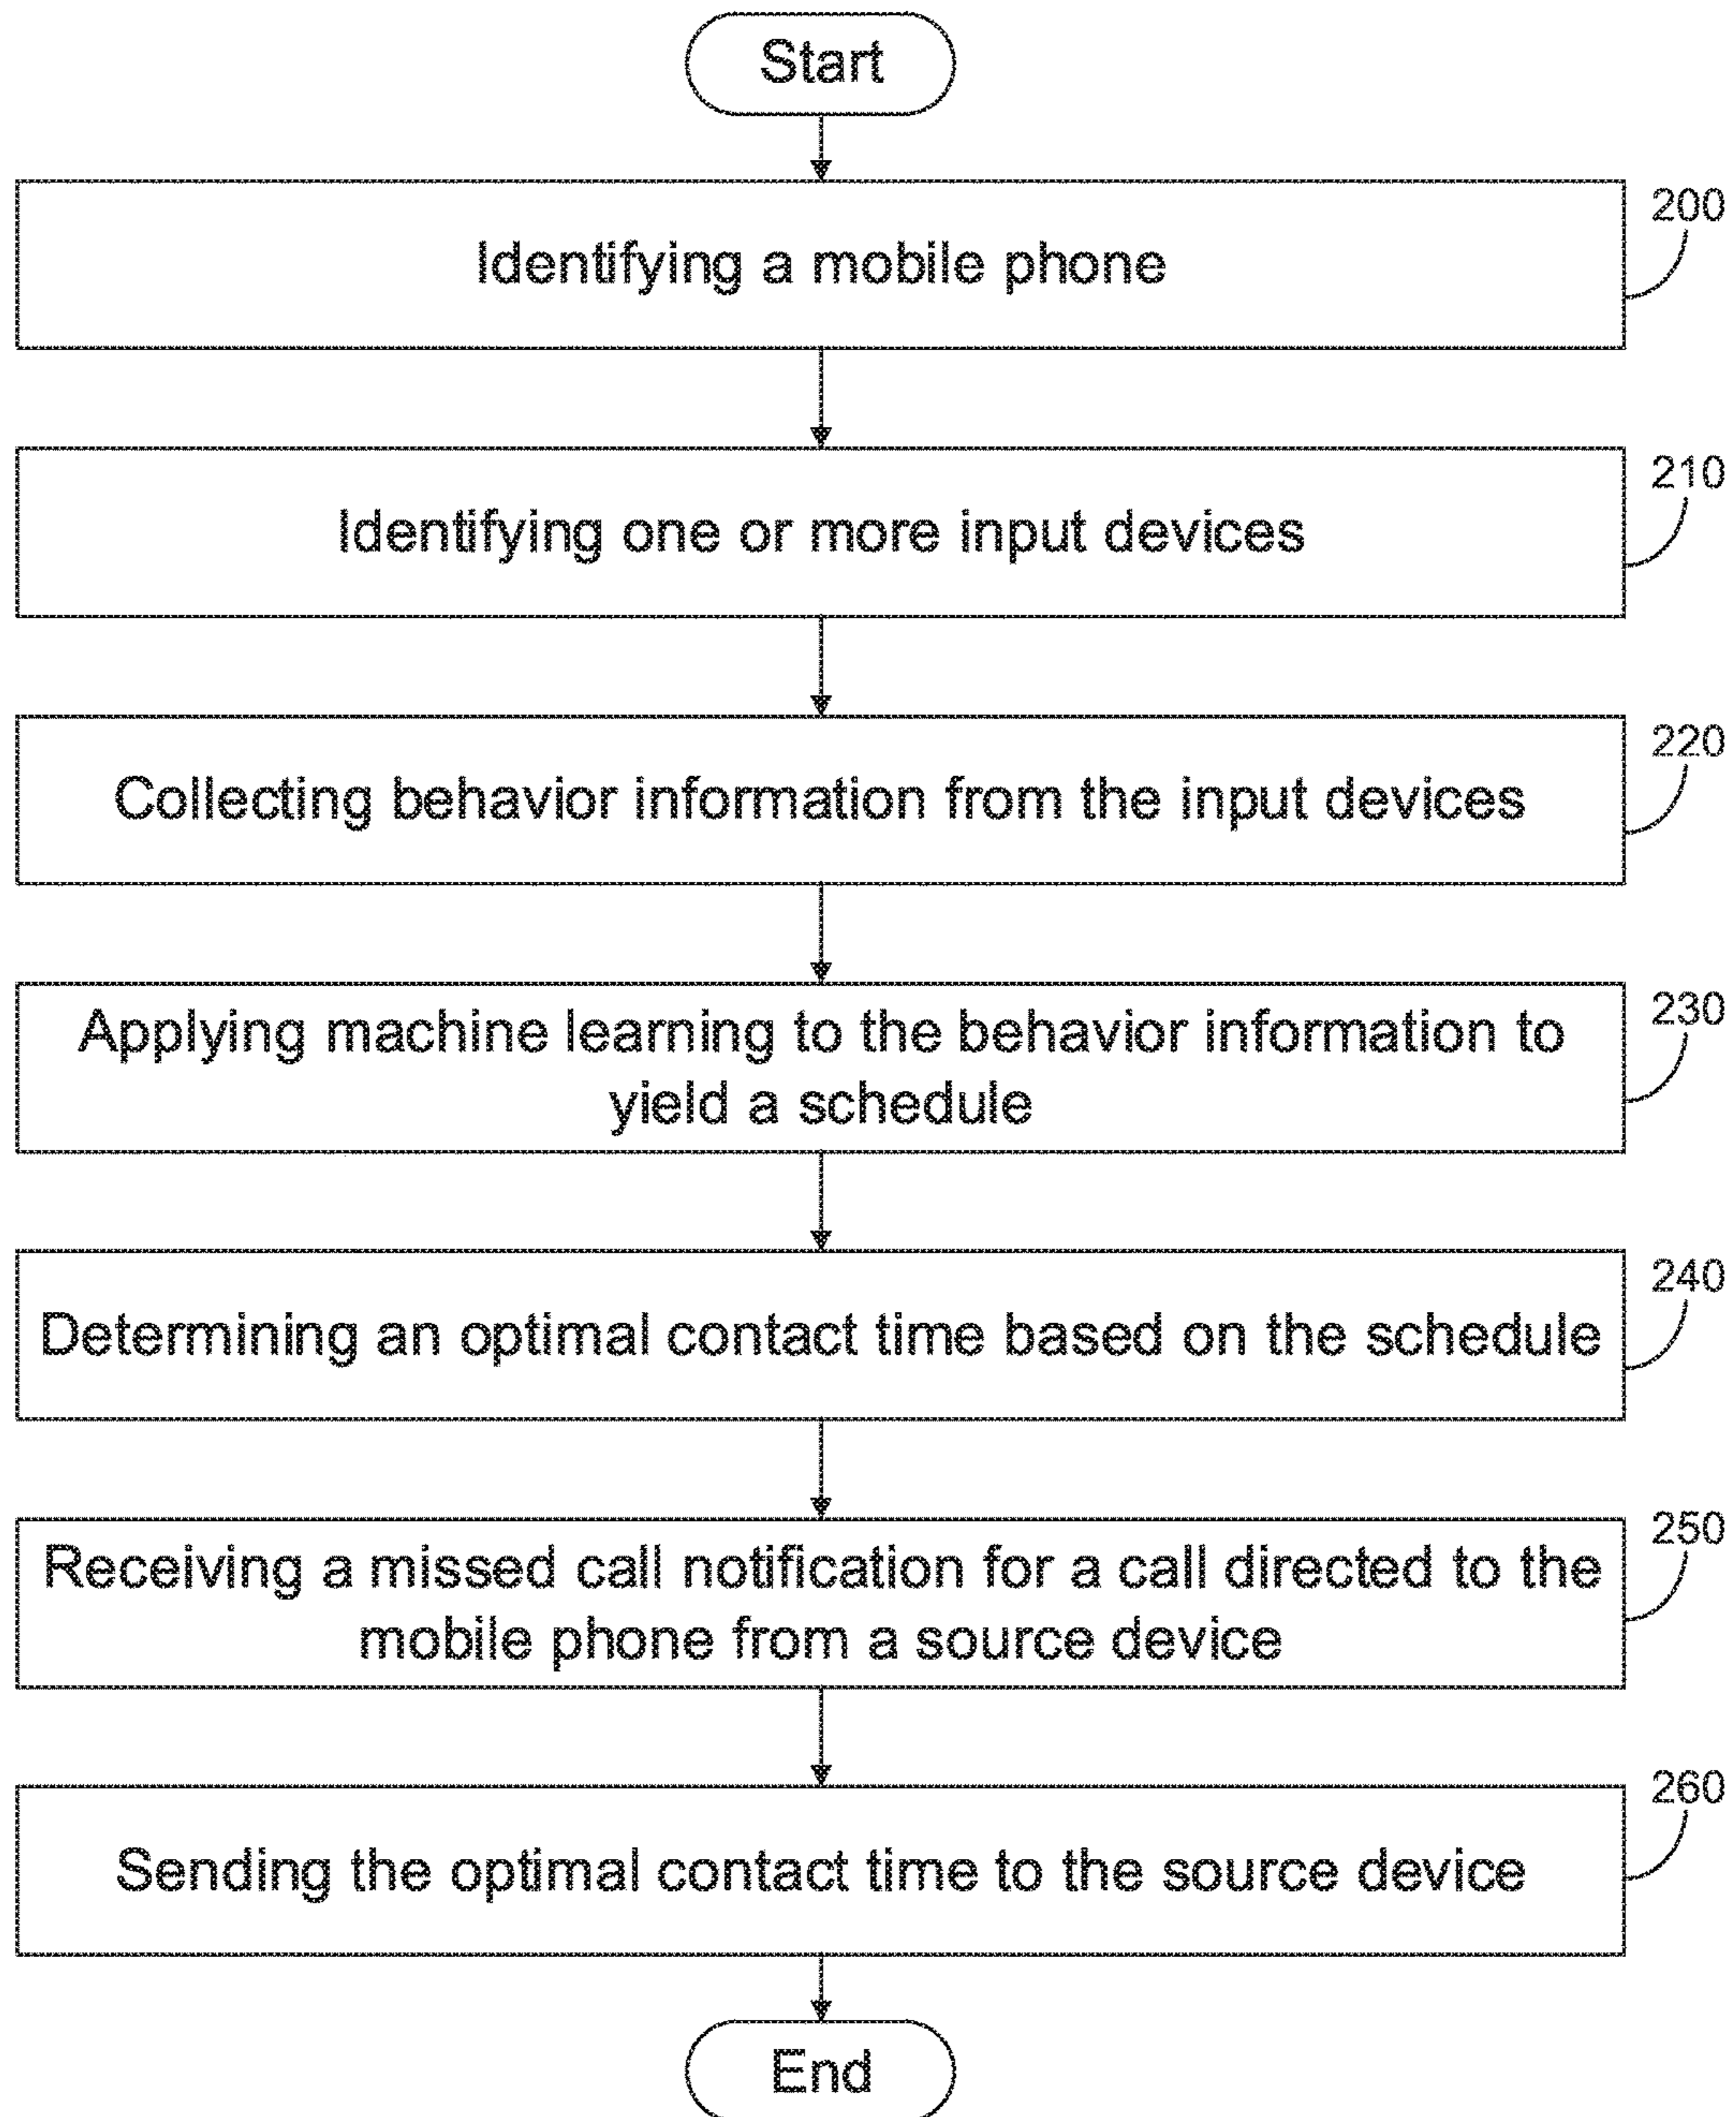 Start
200
Identifying a mobile phone
210
Identifying one or more input devices
220
Collecting behavior information from the input devices
230
Applying machine learning to the behavior information to
yield a schedule
240
Determining an optimal contact time based on the schedule
250
Receiving a missed call notification for a call directed to the
mobile phone from a source device
260
Sending the optimal contact time to the source device
End